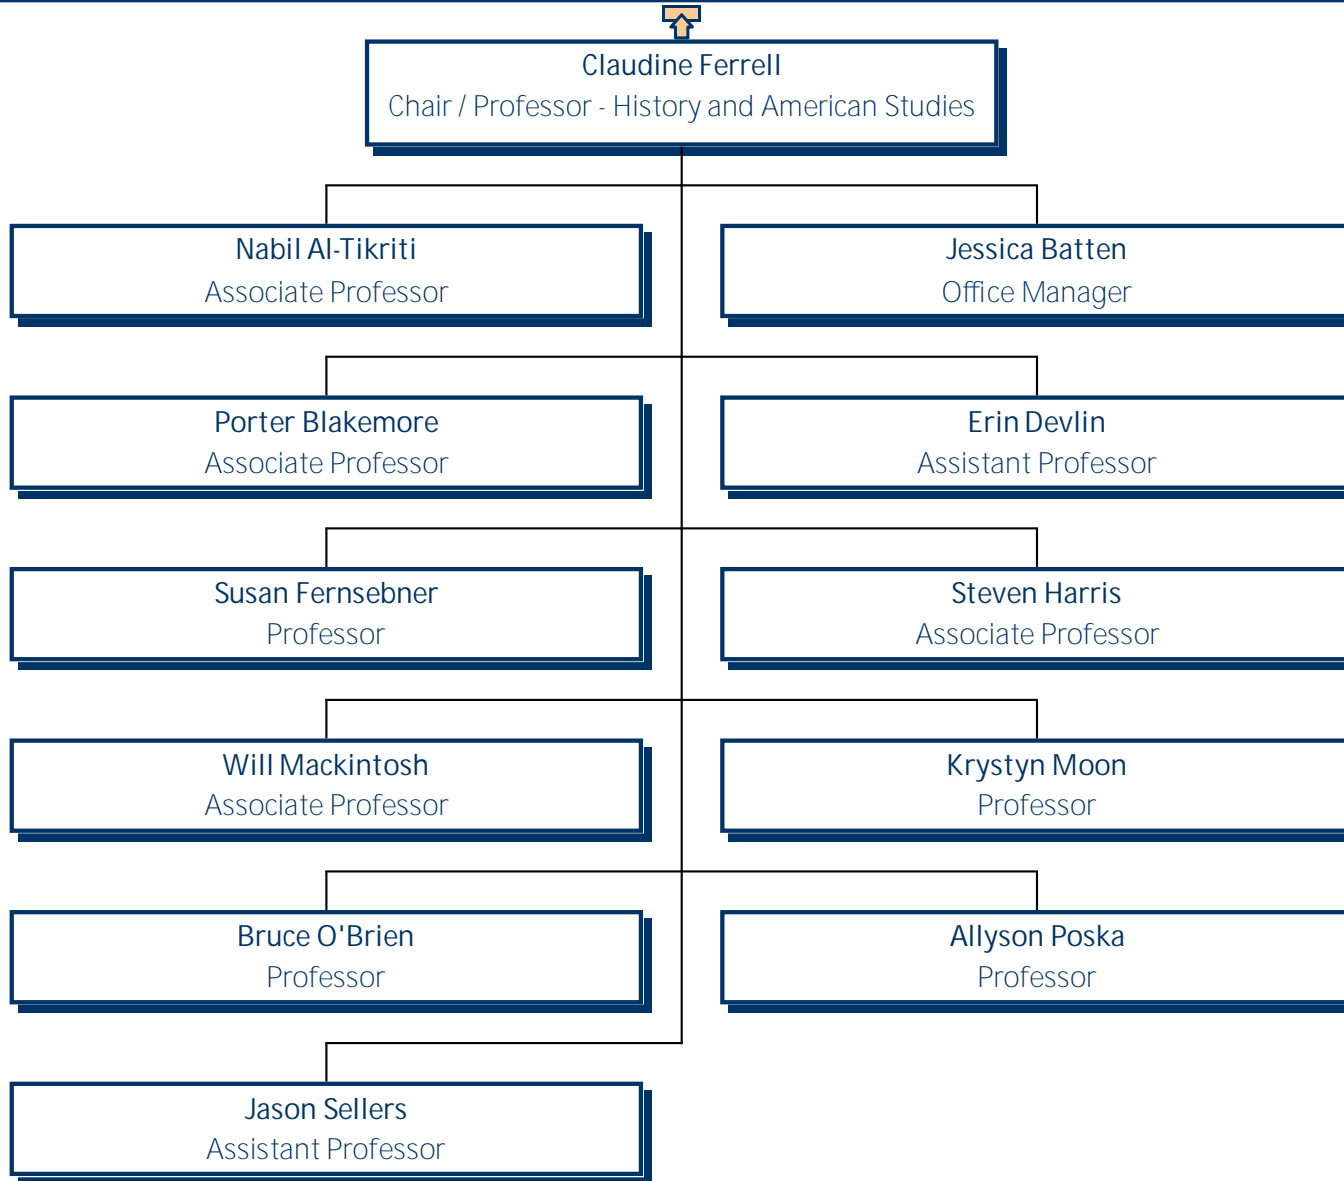 Claudine Ferrell
Chair / Professor - History and American Studies
Nabil Al-Tikriti
Associate Professor
Jessica Batten
Office Manager
Porter Blakemore
Associate Professor
Erin Devlin
Assistant Professor
Susan Fernsebner
Professor
Steven Harris
Associate Professor
Will Mackintosh
Associate Professor
Krystyn Moon
Professor
Bruce O'Brien
Professor
Allyson Poska
Professor
Jason Sellers
Assistant Professor